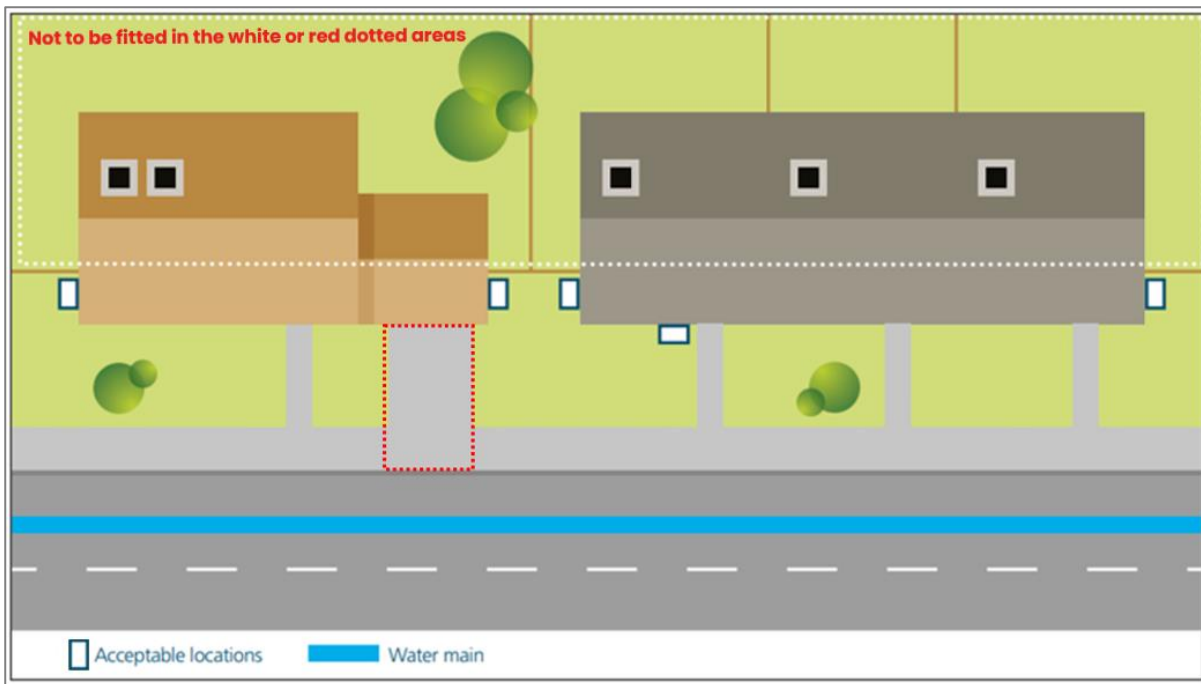 Not to be fitted in the white or red dotted areas
Acceptable locations
Water main